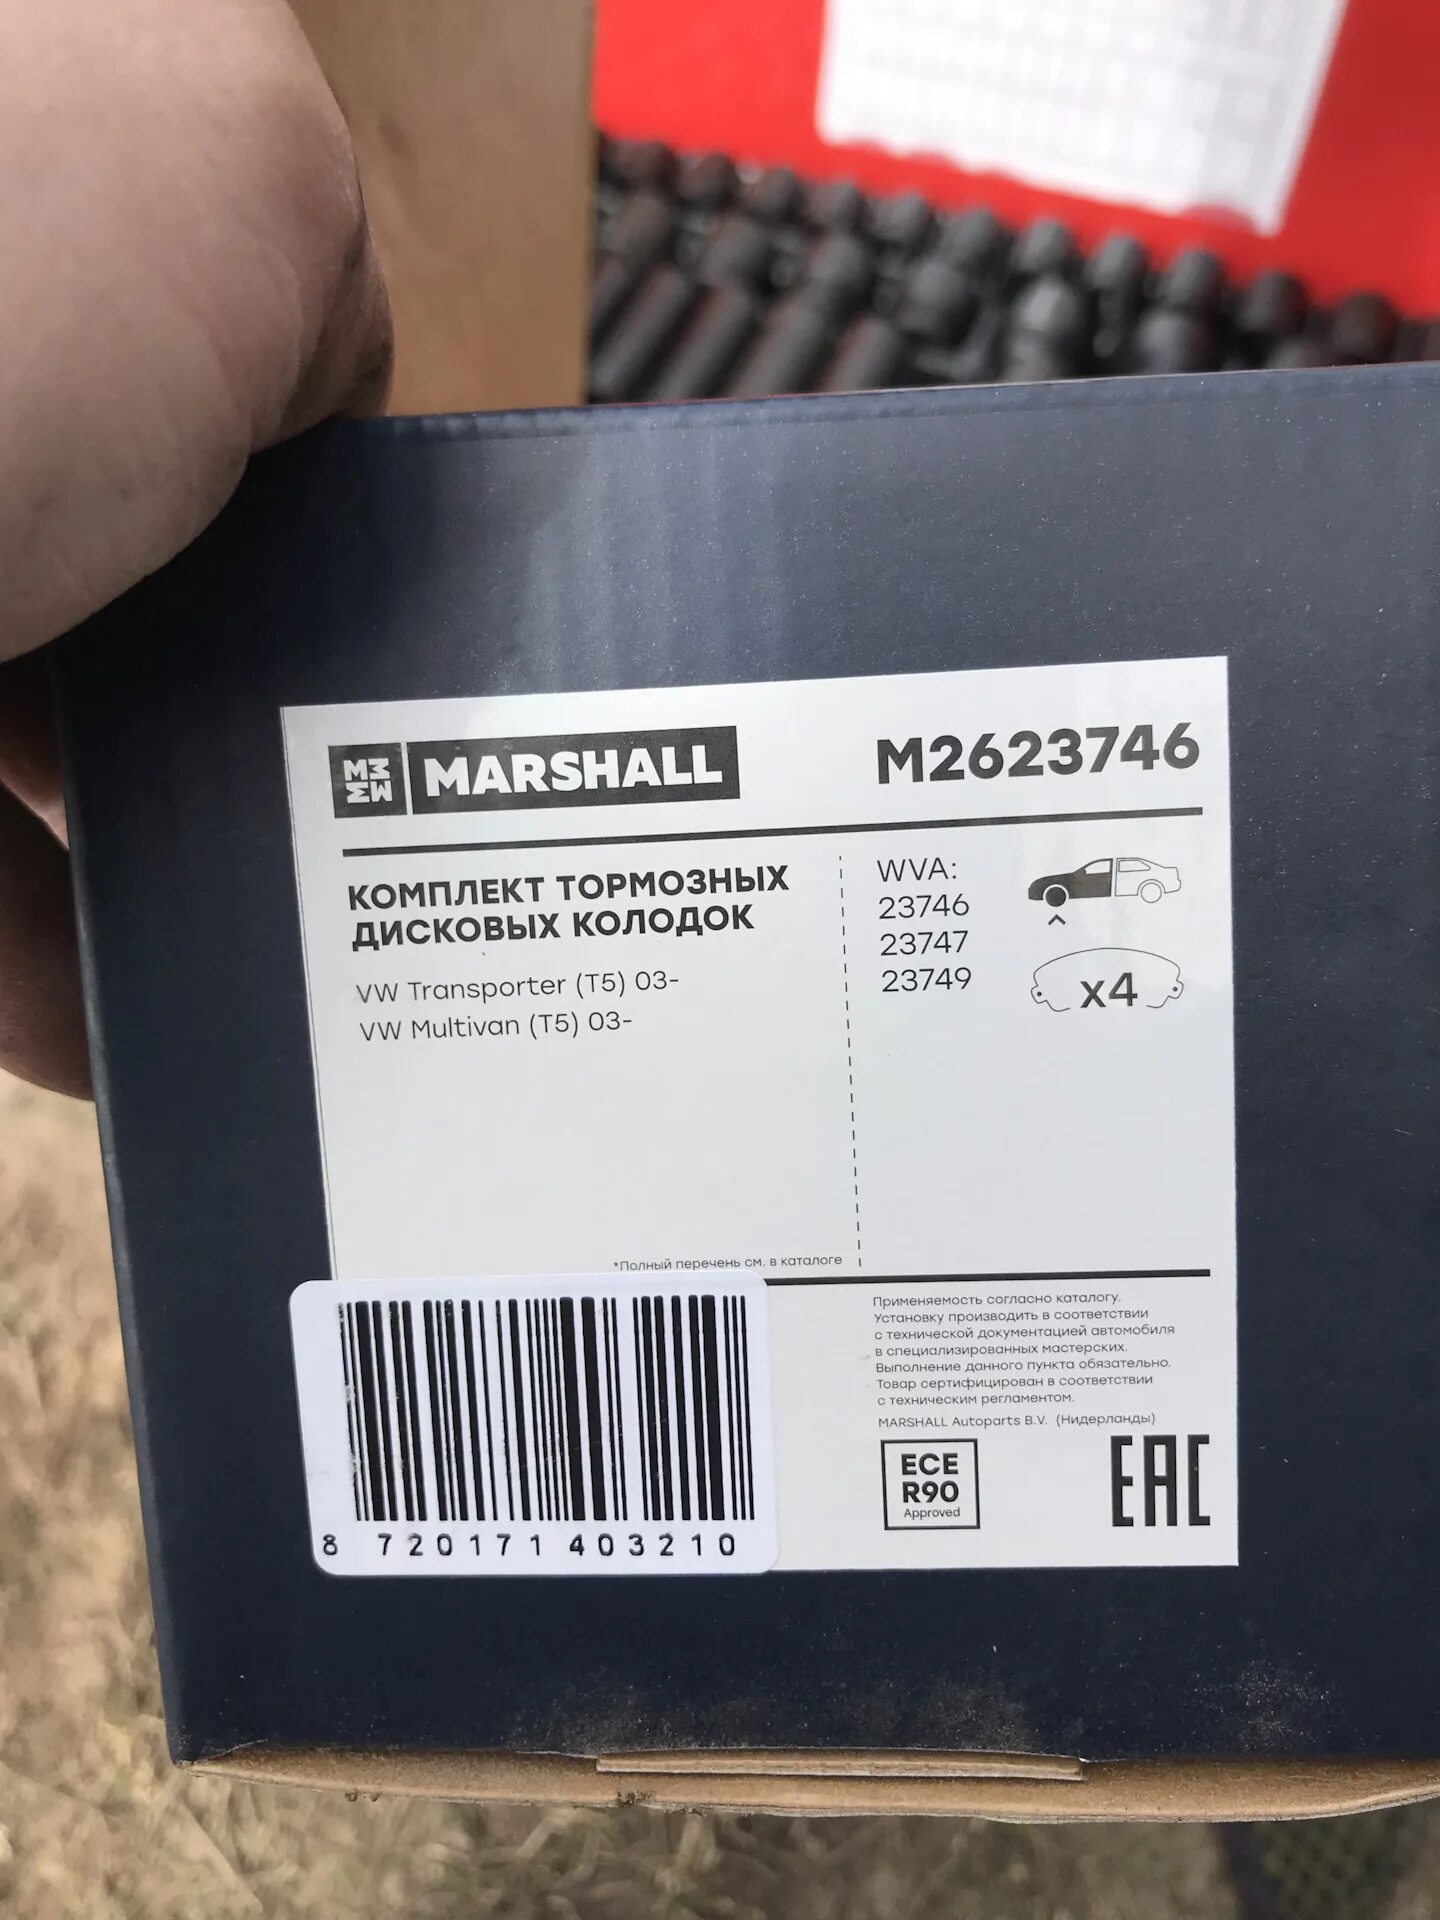 MARSHALL
M2623746
КОМПЛЕКТ ТОРМОЗНЫХ
ДИСКОВЫХ КОЛОДОК
VW Transporter (T5) 03-
VW Multivan (T5) 03-
WVA:
23746
23747
23749
x4
*Полный перечень см. в каталоге
Применяемость согласно каталогу.
Установку производить в соответствии
с технической документацией автомобиля
в специализированных мастерских.
Выполнение данного пункта обязательно.
Товар сертифицирован в соответствии
с техническим регламентом.
MARSHALL Autoparts B.V. (Нидерланды)
ECE
R90
Approved
EAC
8 720171 403210